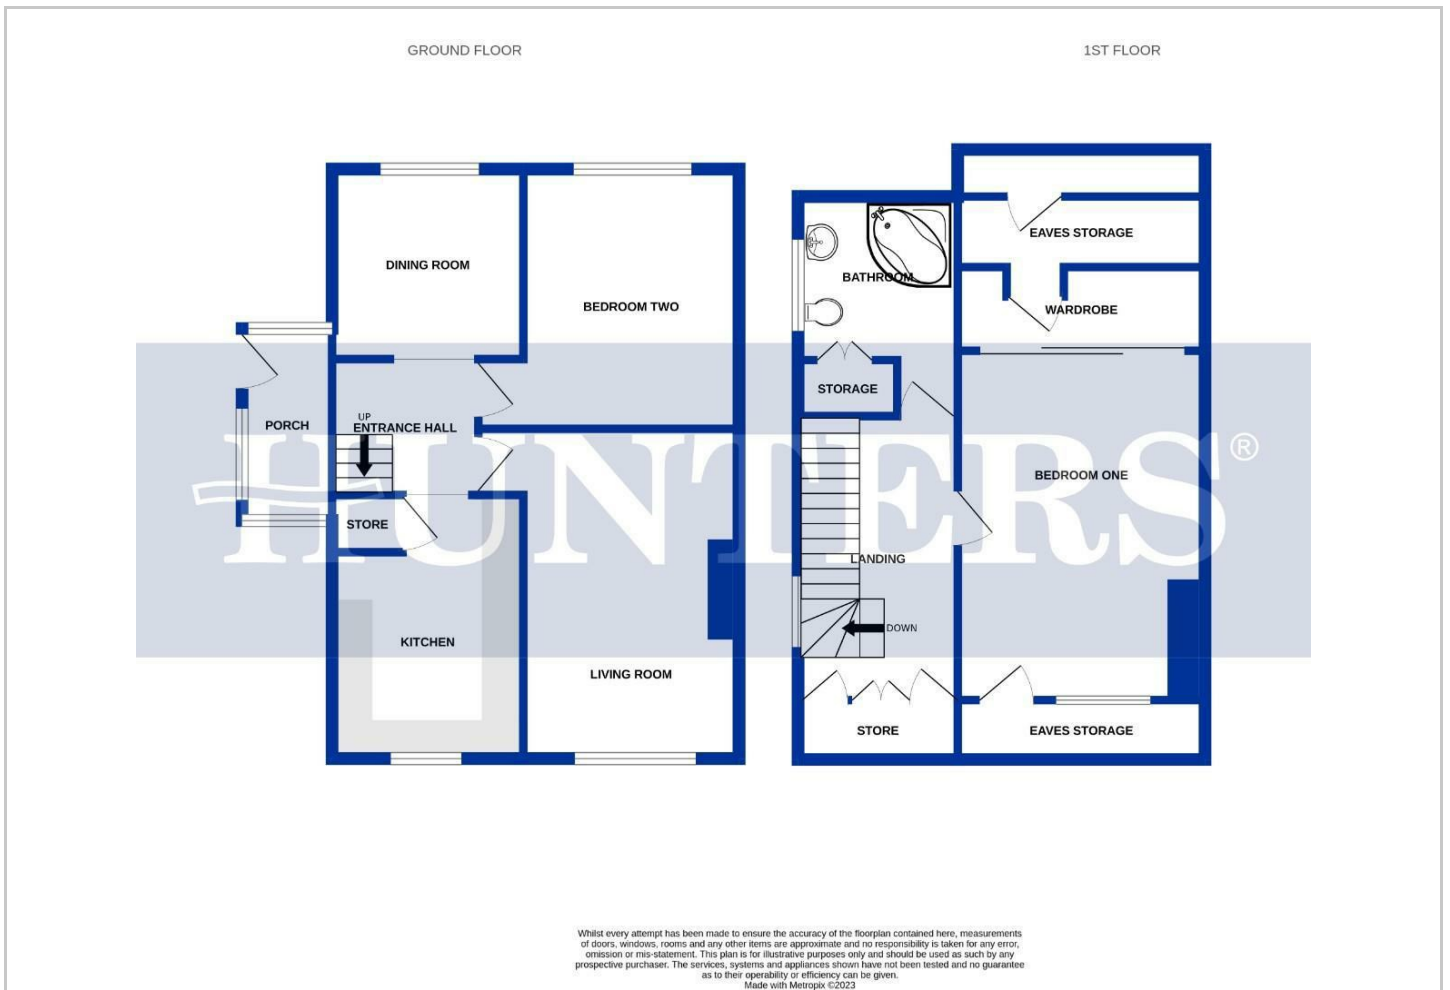 GROUND FLOOR
1ST FLOOR
DINING ROOM
BEDROOM TWO
PORCH
UP
ENTRANCE HALL
STORE
KITCHEN
LIVING ROOM
EAVES STORAGE
BATHROOM
WARDROBE
STORAGE
BEDROOM ONE
LANDING
DOWN
STORE
EAVES STORAGE
HUNTERS®
Whilst every attempt has been made to ensure the accuracy of the floorplan contained here, measurements
of doors, windows, rooms and any other items are approximate and no responsibility is taken for any error,
omission or mis-statement. This plan is for illustrative purposes only and should be used as such by any
prospective purchaser. The services, systems and appliances shown have not been tested and no guarantee
as to their operability or efficiency can be given.
Made with Metropix ©2023